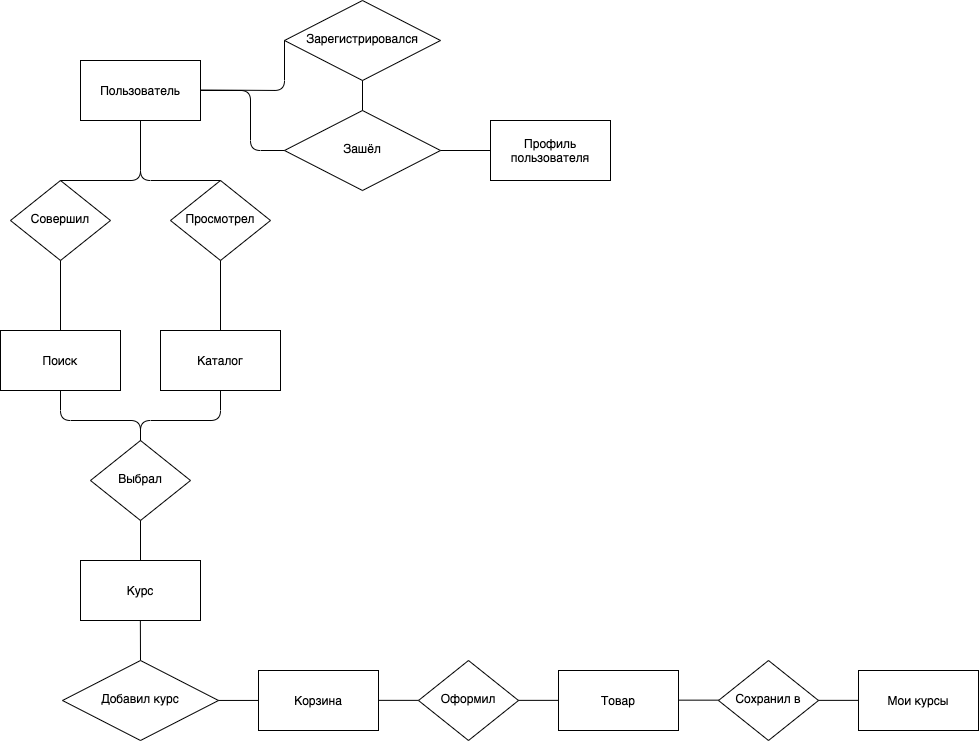 Зарегистрировался
Пользователь
Зашёл
Профиль
пользователя
Совершил
Просмотрел
Поиск
Каталог
Выбрал
Курс
Добавил курс
Корзина
Оформил
Товар
Сохранил в
Мои курсы